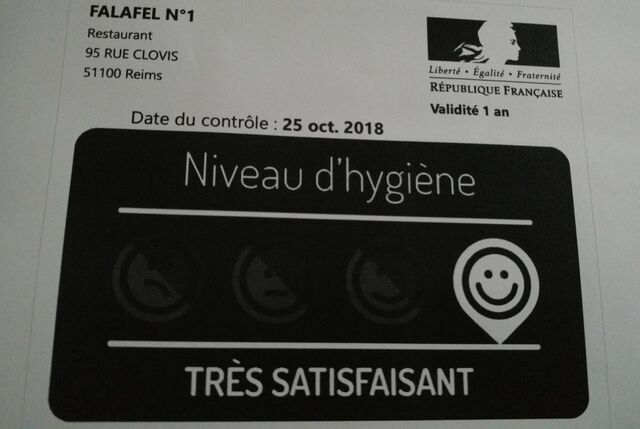 FALAFEL N°1
Restaurant
95 RUE CLOVIS
51100 Reims
Liberté • Égalité • Fraternité
RÉPUBLIQUE FRANÇAISE
Validité 1 an
Date du contrôle : 25 oct. 2018
Niveau d'hygiène
TRÈS SATISFAISANT